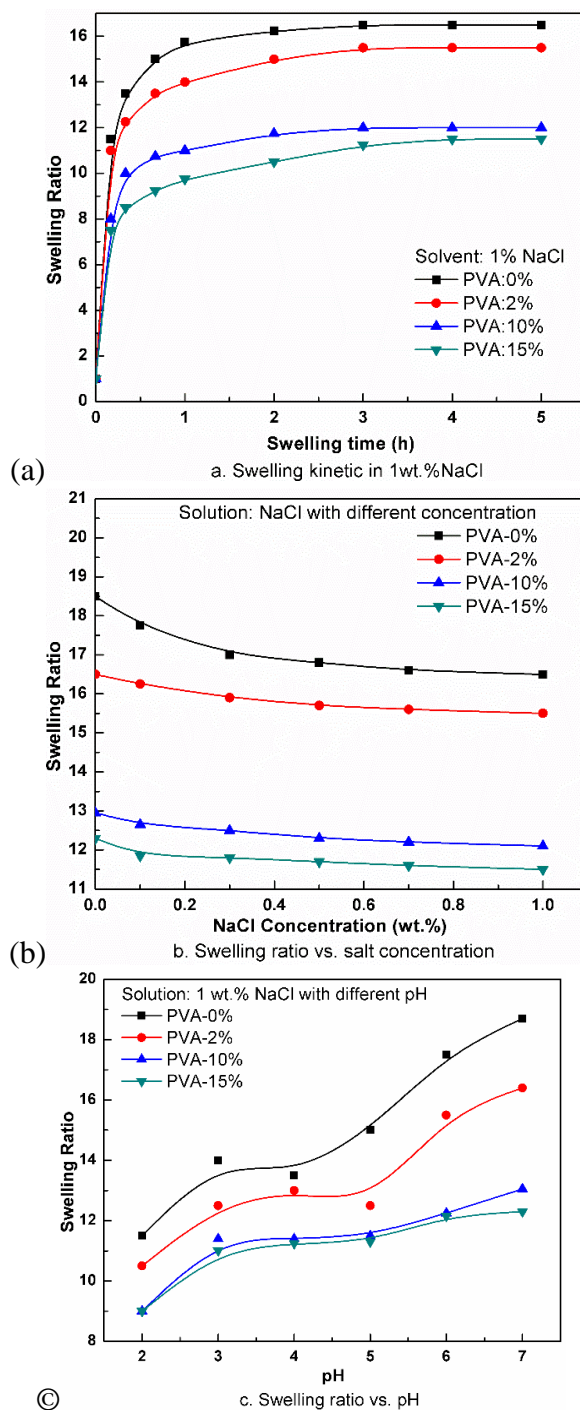 16
14
12
10
8
6
4
2
0
Swelling Ratio
Solvent: 1% NaCl
PVA:0%
PVA:2%
PVA:10%
PVA:15%
0 1 2 3 4 5
Swelling time (h)
(a)
a. Swelling kinetic in 1wt.%NaCl
21
20
19
18
17
16
15
14
13
12
11
Swelling Ratio
Solution: NaCl with different concentration
PVA-0%
PVA-2%
PVA-10%
PVA-15%
0.0 0.2 0.4 0.6 0.8 1.0
NaCl Concentration (wt.%)
(b)
b. Swelling ratio vs. salt concentration
20
18
16
14
12
10
8
Swelling Ratio
Solution: 1 wt.% NaCl with different pH
PVA-0%
PVA-2%
PVA-10%
PVA-15%
2 3 4 5 6 7
pH
©
c. Swelling ratio vs. pH